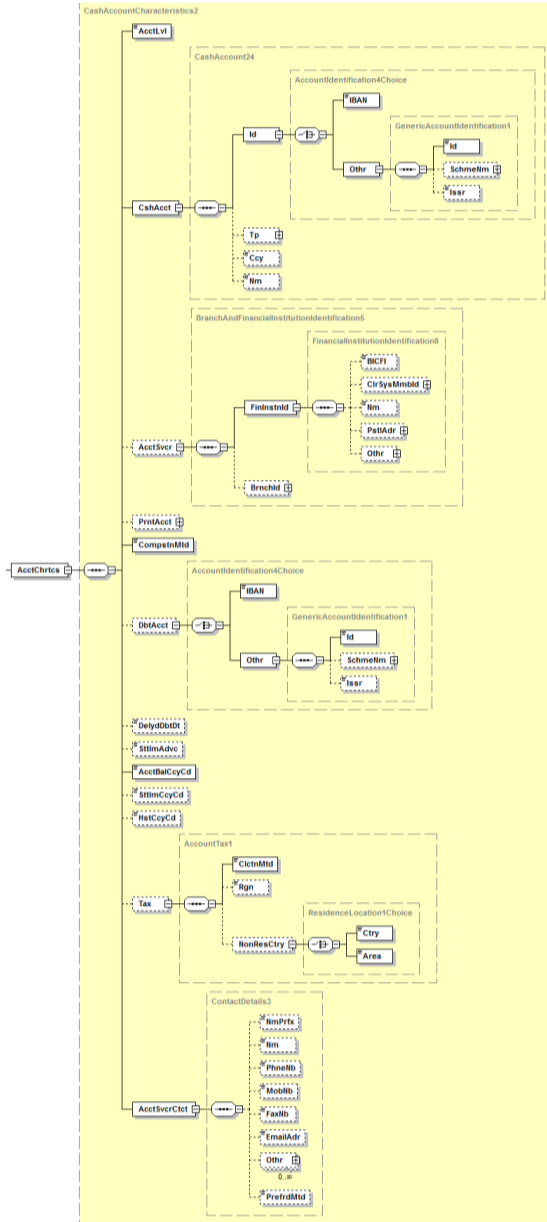 CashAccountCharacteristics2
AcctLvl
CashAccount24
AccountIdentification4Choice
IBAN
GenericAccountIdentification1
Id
Id
Othr
SchmeNm
Issr
CshAcct
Tp
Ccy
Nm
BranchAndFinancialInstitutionIdentification5
FinancialInstitutionIdentification8
BICFI
ClrSysMmbId
FinInstnId
Nm
PstlAdr
AcctSvcr
Othr
BrnchId
PrntAcct
CompstnMtd
AcctChrtcs
AccountIdentification4Choice
IBAN
GenericAccountIdentification1
DbtAcct
Id
Othr
SchmeNm
Issr
DelydDbtDt
SttlmAdvc
AcctBalCcyCd
SttlmCcyCd
HstCcyCd
AccountTax1
ClctnMtd
Rgn
Tax
ResidenceLocation1Choice
Ctry
NonResCtry
Area
ContactDetails3
NmPrfx
Nm
PhneNb
MobNb
AcctSvcrCtct
FaxNb
EmailAdr
Othr
0..∞
PrefrdMtd